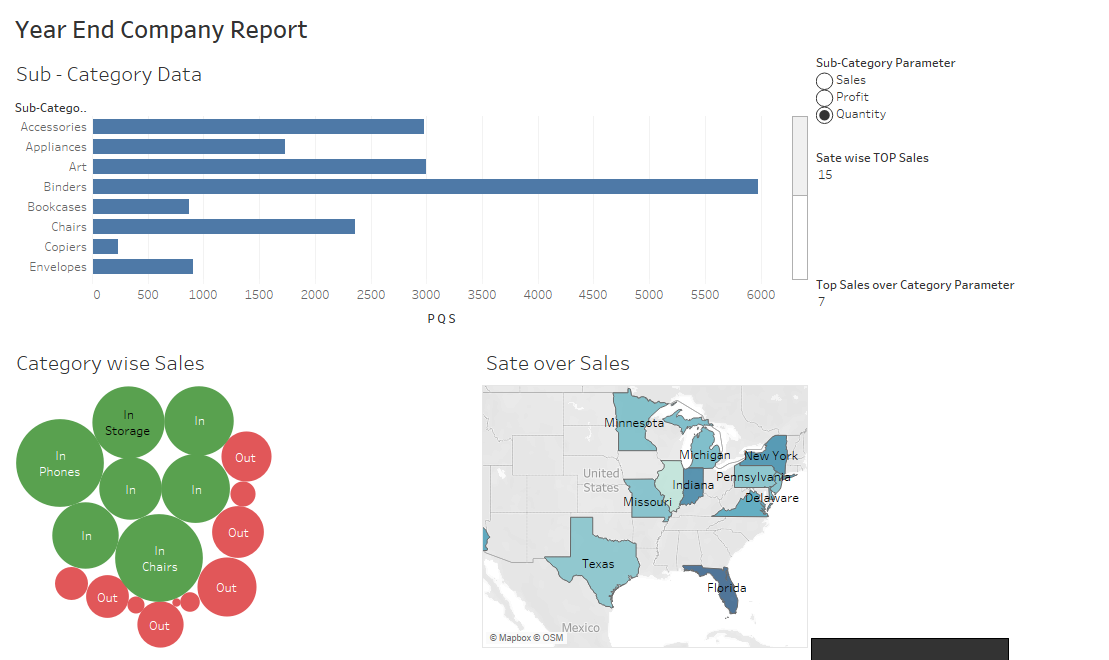 Year End Company Report
Sub - Category Data
Sub-Catego..
Accessories
Appliances
Art
Binders
Bookcases
Chairs
Copiers
Envelopes
0 500 1000 1500 2000 2500 3000 3500 4000 4500 5000 5500 6000
P Q S
Sub-Category Parameter
Sales
Profit
Quantity
Sate wise TOP Sales
15
Top Sales over Category Parameter
7
Category wise Sales
In
Storage
In
In
Phones
Out
In
In
Out
In
In
Chairs
Out
Out
Out
Sate over Sales
Minnesota
Michigan
New York
United
States
Pennsylvania
Indiana
Missouri
Delaware
Texas
Florida
Mexico
© Mapbox © OSM